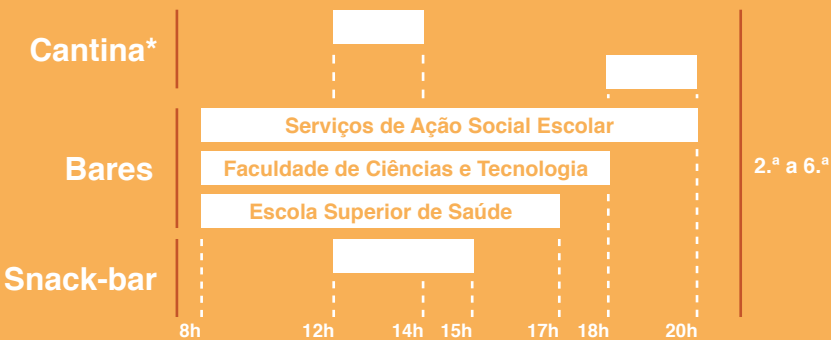 Cantina*
Serviços de Ação Social Escolar
Bares
Faculdade de Ciências e Tecnologia
2.ª a 6.ª
Escola Superior de Saúde
Snack-bar
8h 12h 14h 15h 17h 18h 20h